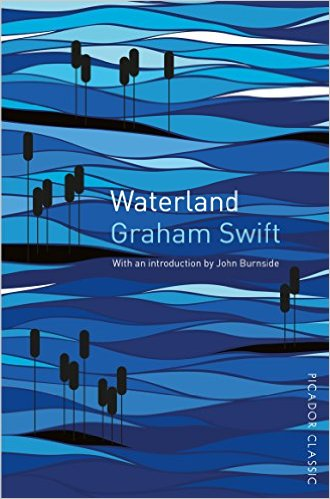 Waterland
Graham Swift
With an introduction by John Burnside
PICADOR CLASSIC